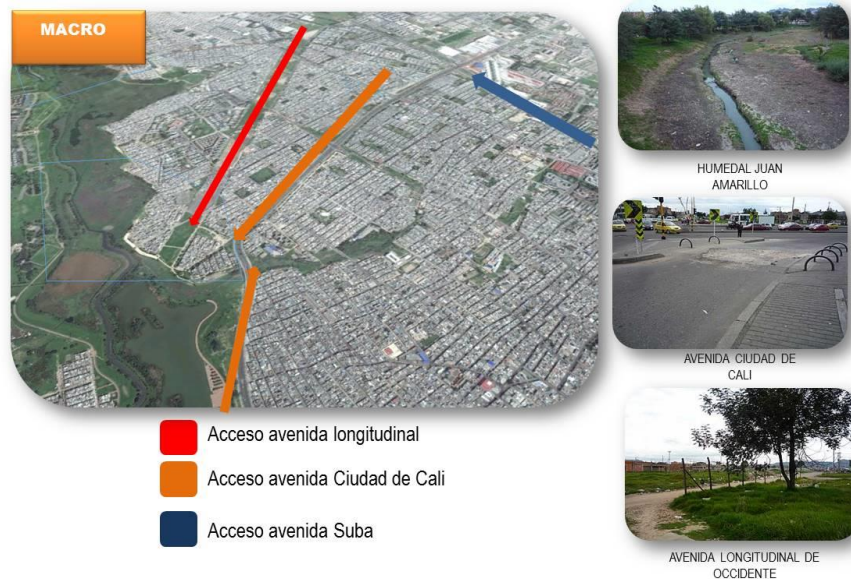 MACRO
HUMEDAL JUAN
AMARILLO
AVENIDA CIUDAD DE
CALI
Acceso avenida longitudinal
Acceso avenida Ciudad de Cali
Acceso avenida Suba
AVENIDA LONGITUDINAL DE
OCCIDENTE